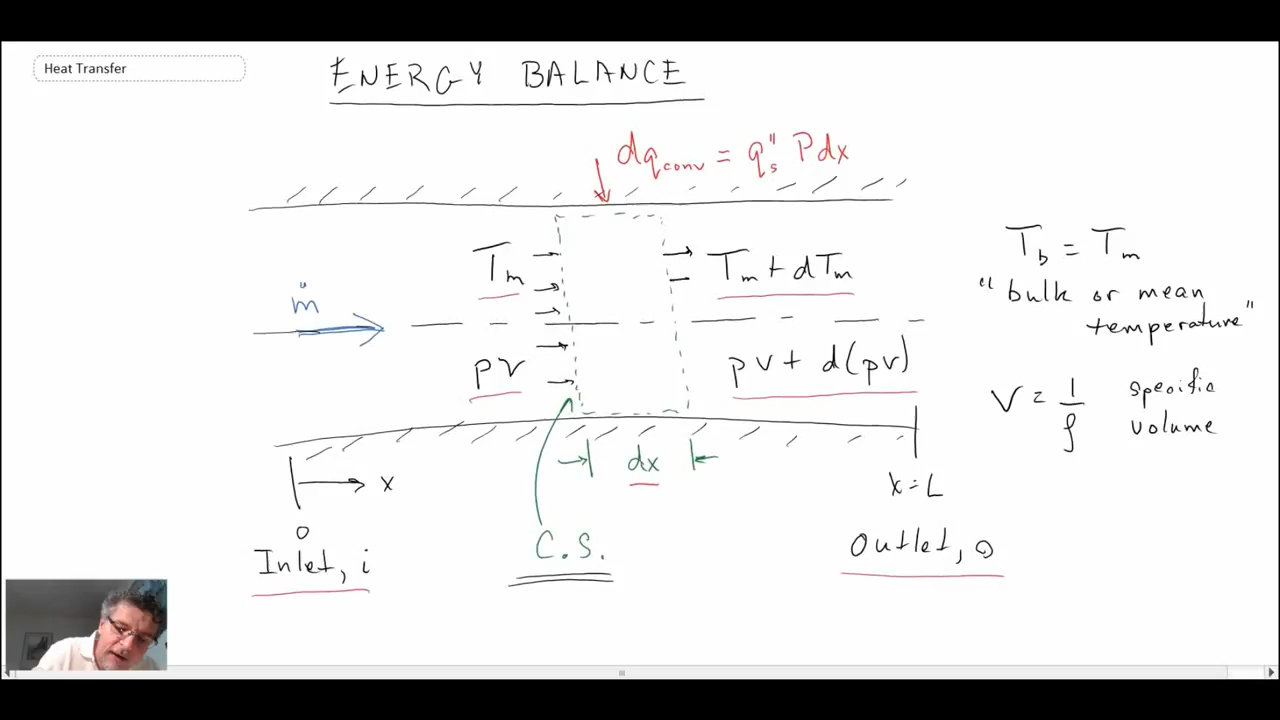 Heat Transfer
ENERGY BALANCE
dq_conv = q"_s P dx
T_m
T_m + dT_m
ṁ
pv
pv + d(pv)
T_b = T_m
"bulk or mean
temperature"
v = 1/ρ specific
volume
dx
x
0
x = L
Inlet, i
C.S.
Outlet, o